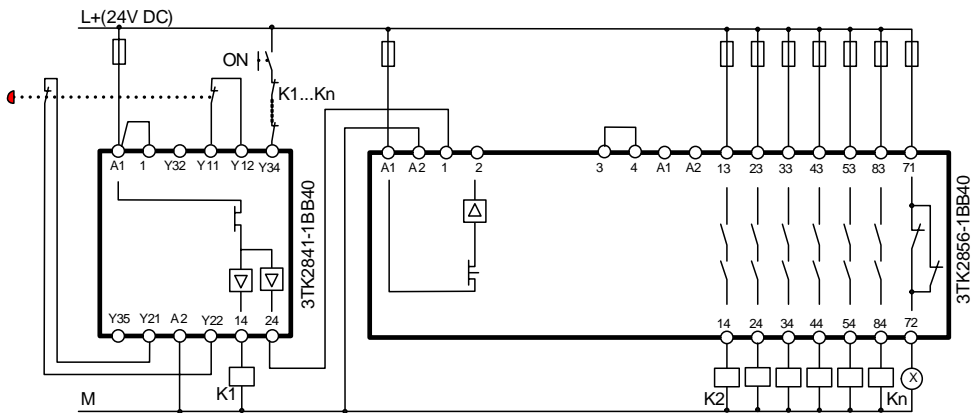 L+(24V DC)
ON
K1...Kn
A1 1 Y32 Y11 Y12 Y34
A1 A2 1 2 3 4 A1 A2 13 23 33 43 53 83 71
3TK2841-1BB40
3TK2856-1BB40
Y35 Y21 A2 Y22 14 24
14 24 34 44 54 84 72
K1
K2
Kn
X
M